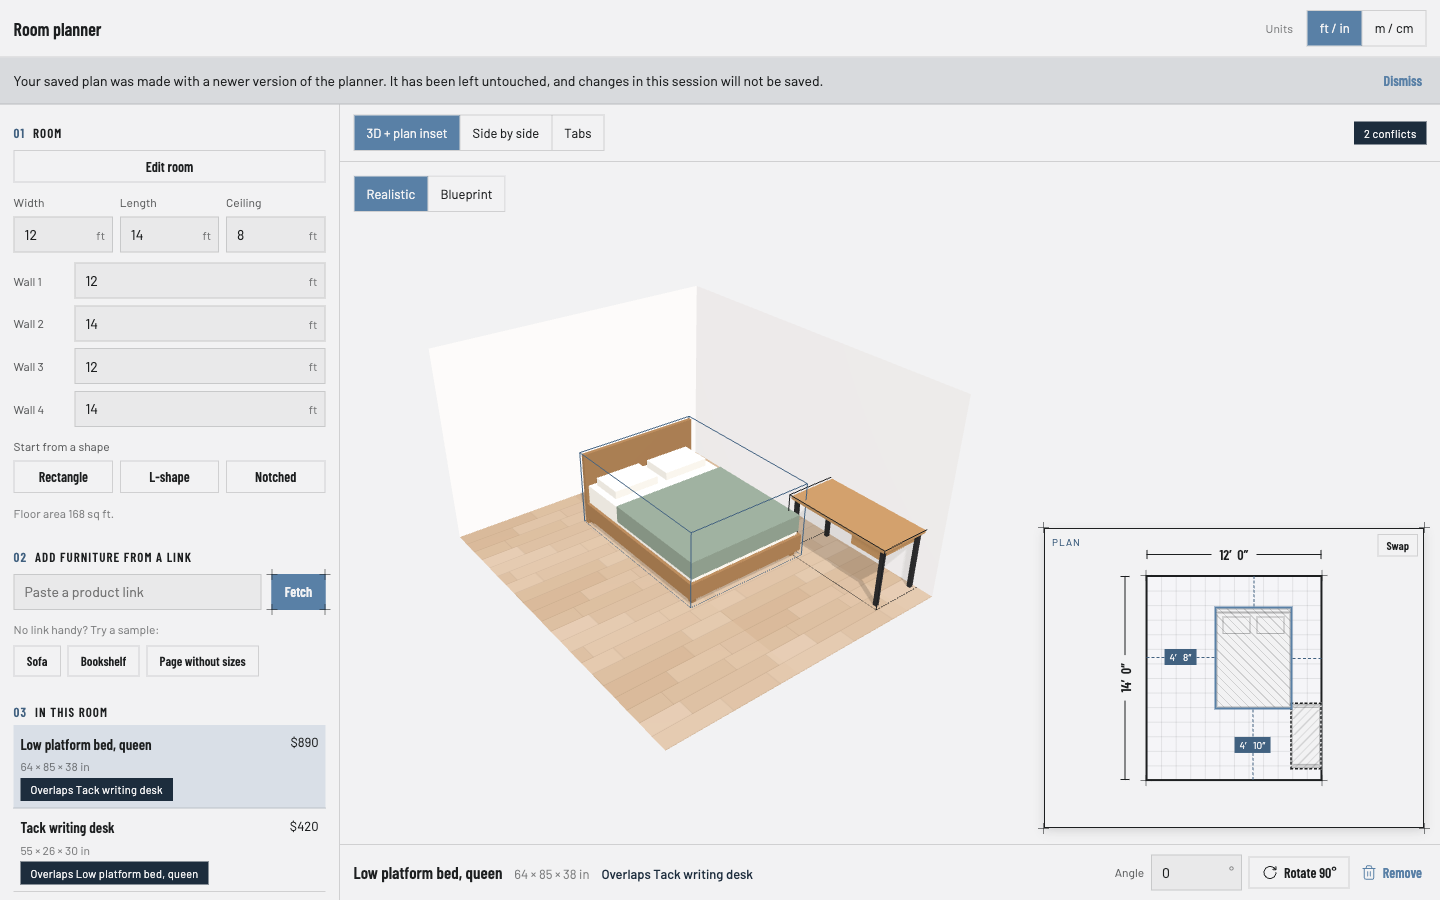 Room planner
Units
ft / in
m / cm
Your saved plan was made with a newer version of the planner. It has been left untouched, and changes in this session will not be saved.
Dismiss
01 ROOM
Edit room
Width
Length
Ceiling
12 ft
14 ft
8 ft
Wall 1
12 ft
Wall 2
14 ft
Wall 3
12 ft
Wall 4
14 ft
Start from a shape
Rectangle
L-shape
Notched
Floor area 168 sq ft.
02 ADD FURNITURE FROM A LINK
Paste a product link
Fetch
No link handy? Try a sample:
Sofa
Bookshelf
Page without sizes
03 IN THIS ROOM
Low platform bed, queen
$890
64 × 85 × 38 in
Overlaps Tack writing desk
Tack writing desk
$420
55 × 26 × 30 in
Overlaps Low platform bed, queen
3D + plan inset
Side by side
Tabs
2 conflicts
Realistic
Blueprint
PLAN
Swap
12′ 0″
14′ 0″
4′ 8″
4′ 10″
Low platform bed, queen
64 × 85 × 38 in
Overlaps Tack writing desk
Angle
0 °
Rotate 90°
Remove